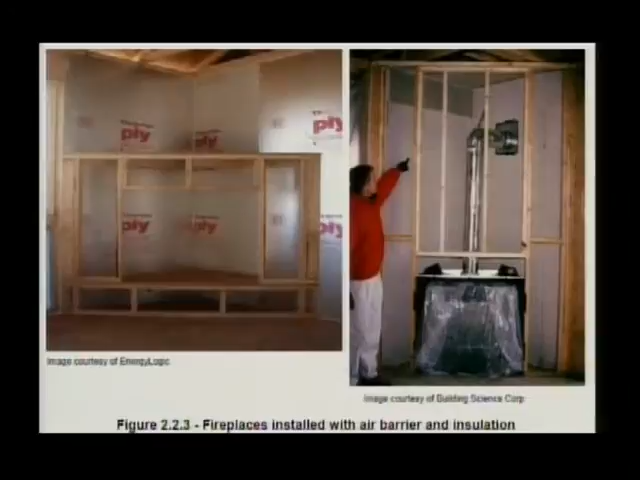 ply
ply
ply
ply
ply
ply
Image courtesy of EnergyLogic
Image courtesy of Building Science Corp
Figure 2.2.3 - Fireplaces installed with air barrier and insulation